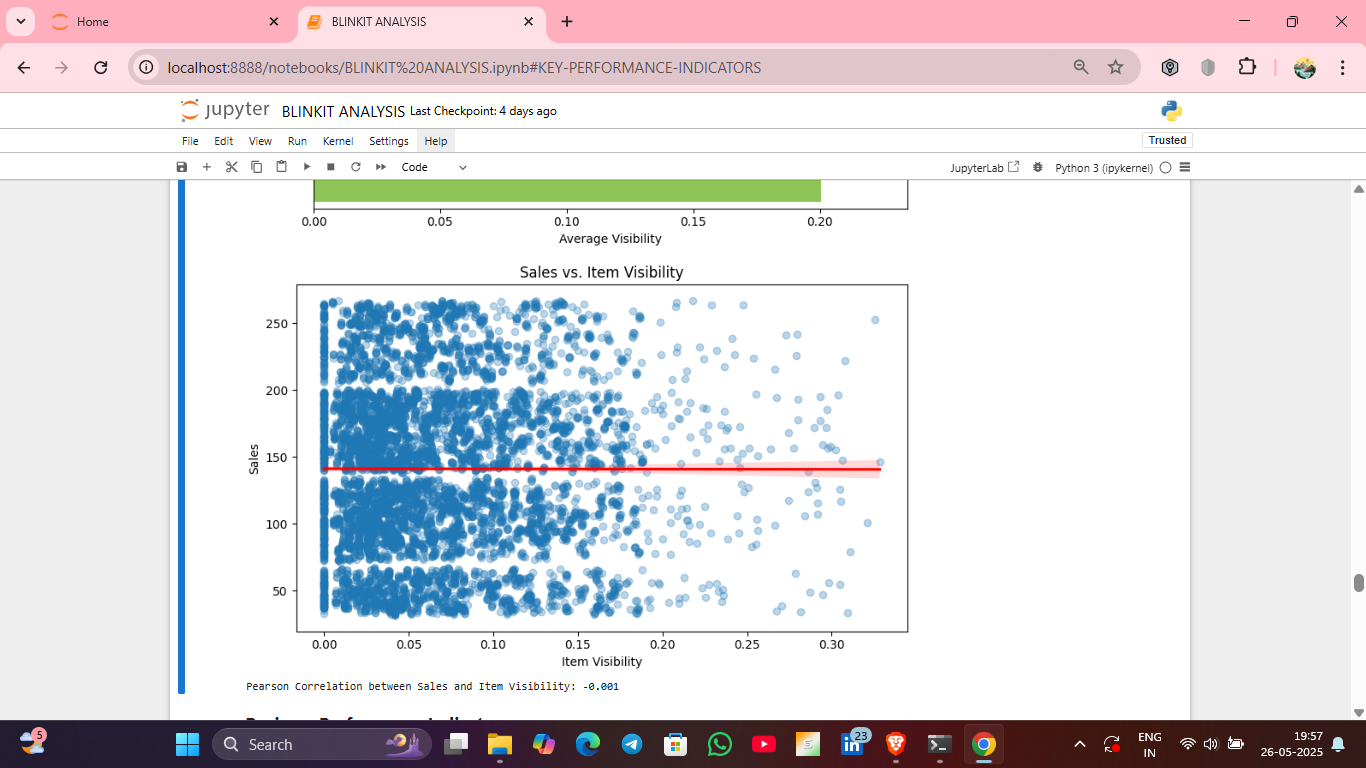 Home
BLINKIT ANALYSIS
localhost:8888/notebooks/BLINKIT%20ANALYSIS.ipynb#KEY-PERFORMANCE-INDICATORS
jupyter BLINKIT ANALYSIS Last Checkpoint: 4 days ago
File Edit View Run Kernel Settings Help
Trusted
Code
JupyterLab
Python 3 (ipykernel)
0.00 0.05 0.10 0.15 0.20
Average Visibility
Sales vs. Item Visibility
250
200
150
100
50
Sales
0.00 0.05 0.10 0.15 0.20 0.25 0.30
Item Visibility
Pearson Correlation between Sales and Item Visibility: -0.001
5
Search
23
ENG
IN
19:57
26-05-2025